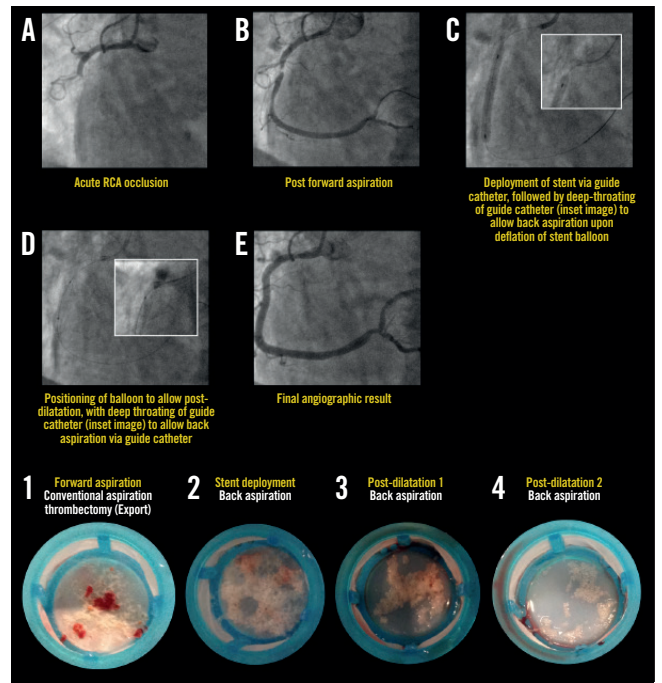 A
B
C
Acute RCA occlusion
Post forward aspiration
Deployment of stent via guide
catheter, followed by deep-throating
of guide catheter (inset image) to
allow back aspiration upon
deflation of stent balloon
D
E
Positioning of balloon to allow post-
dilatation, with deep throating of guide
catheter (inset image) to allow back
aspiration via guide catheter
Final angiographic result
1
Forward aspiration
Conventional aspiration
thrombectomy (Export)
2
Stent deployment
Back aspiration
3
Post-dilatation 1
Back aspiration
4
Post-dilatation 2
Back aspiration